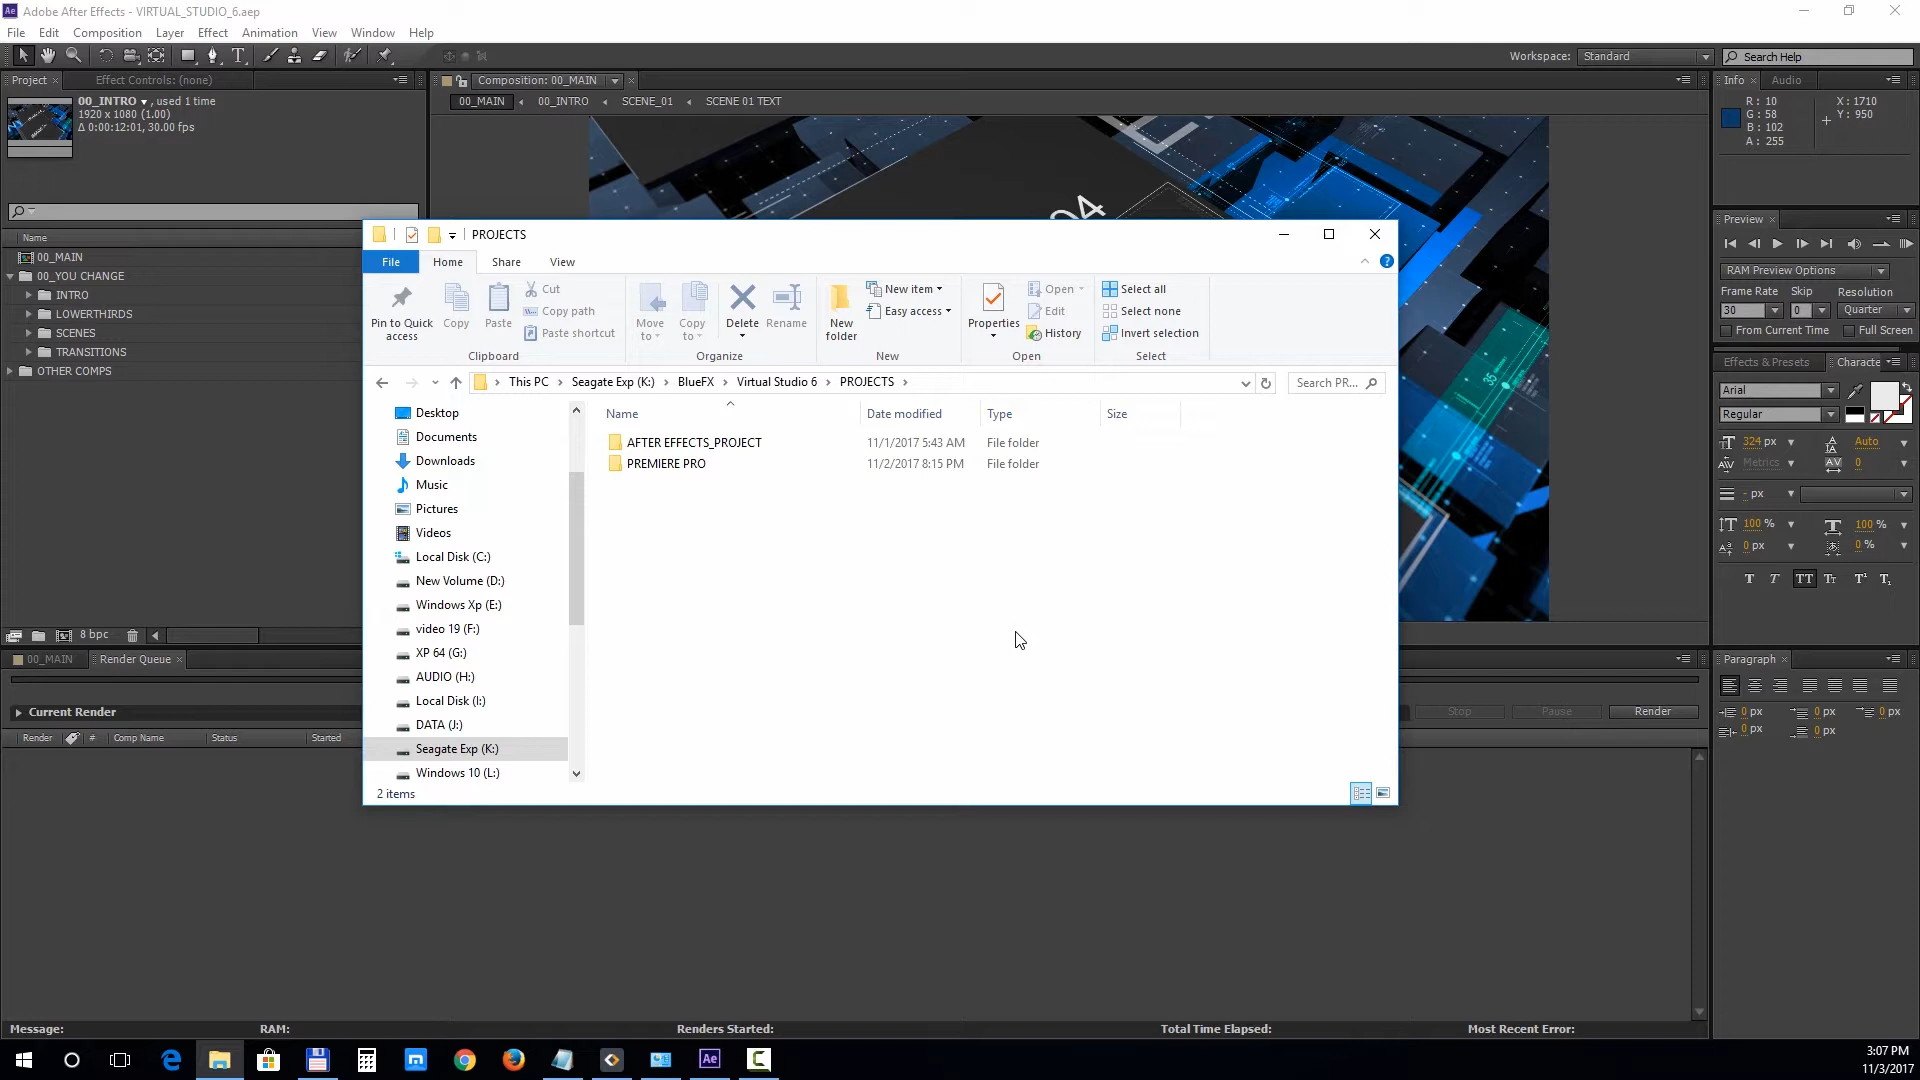 Adobe After Effects - VIRTUAL_STUDIO_6.aep
File Edit Composition Layer Effect Animation View Window Help
Workspace: Standard Search Help
Project Effect Controls: (none)
Composition: 00_MAIN
Info Audio
00_INTRO , used 1 time
1920 x 1080 (1.00)
Δ 0:00:12:01, 30.00 fps
00_MAIN 00_INTRO SCENE_01 SCENE 01 TEXT
R: 10
G: 58
B: 102
A: 255
X: 1710
Y: 950
Preview
RAM Preview Options
Frame Rate Skip Resolution
30 0 Quarter
From Current Time Full Screen
Effects & Presets Characte
Arial
Regular
324 px Auto
Metrics 0
- px
100 % 100 %
0 px 0 %
T T TT Tt T¹ T₁
Name
00_MAIN
00_YOU CHANGE
INTRO
LOWERTHIRDS
SCENES
TRANSITIONS
OTHER COMPS
04
35
PROJECTS
File Home Share View
Pin to Quick access
Copy
Paste
Cut
Copy path
Paste shortcut
Clipboard
Move to
Copy to
Delete
Rename
Organize
New folder
New item
Easy access
New
Properties
Open
Edit
History
Open
Select all
Select none
Invert selection
Select
This PC Seagate Exp (K:) BlueFX Virtual Studio 6 PROJECTS
Search PR...
Desktop
Documents
Downloads
Music
Pictures
Videos
Local Disk (C:)
New Volume (D:)
Windows Xp (E:)
video 19 (F:)
XP 64 (G:)
AUDIO (H:)
Local Disk (I:)
DATA (J:)
Seagate Exp (K:)
Windows 10 (L:)
Name Date modified Type Size
AFTER EFFECTS_PROJECT 11/1/2017 5:43 AM File folder
PREMIERE PRO 11/2/2017 8:15 PM File folder
2 items
8 bpc
00_MAIN Render Queue
Current Render
Stop Pause Render
Render # Comp Name Status Started
Paragraph
0 px 0 px 0 px
0 px 0 px
Message: RAM: Renders Started: Total Time Elapsed: Most Recent Error:
3:07 PM
11/3/2017